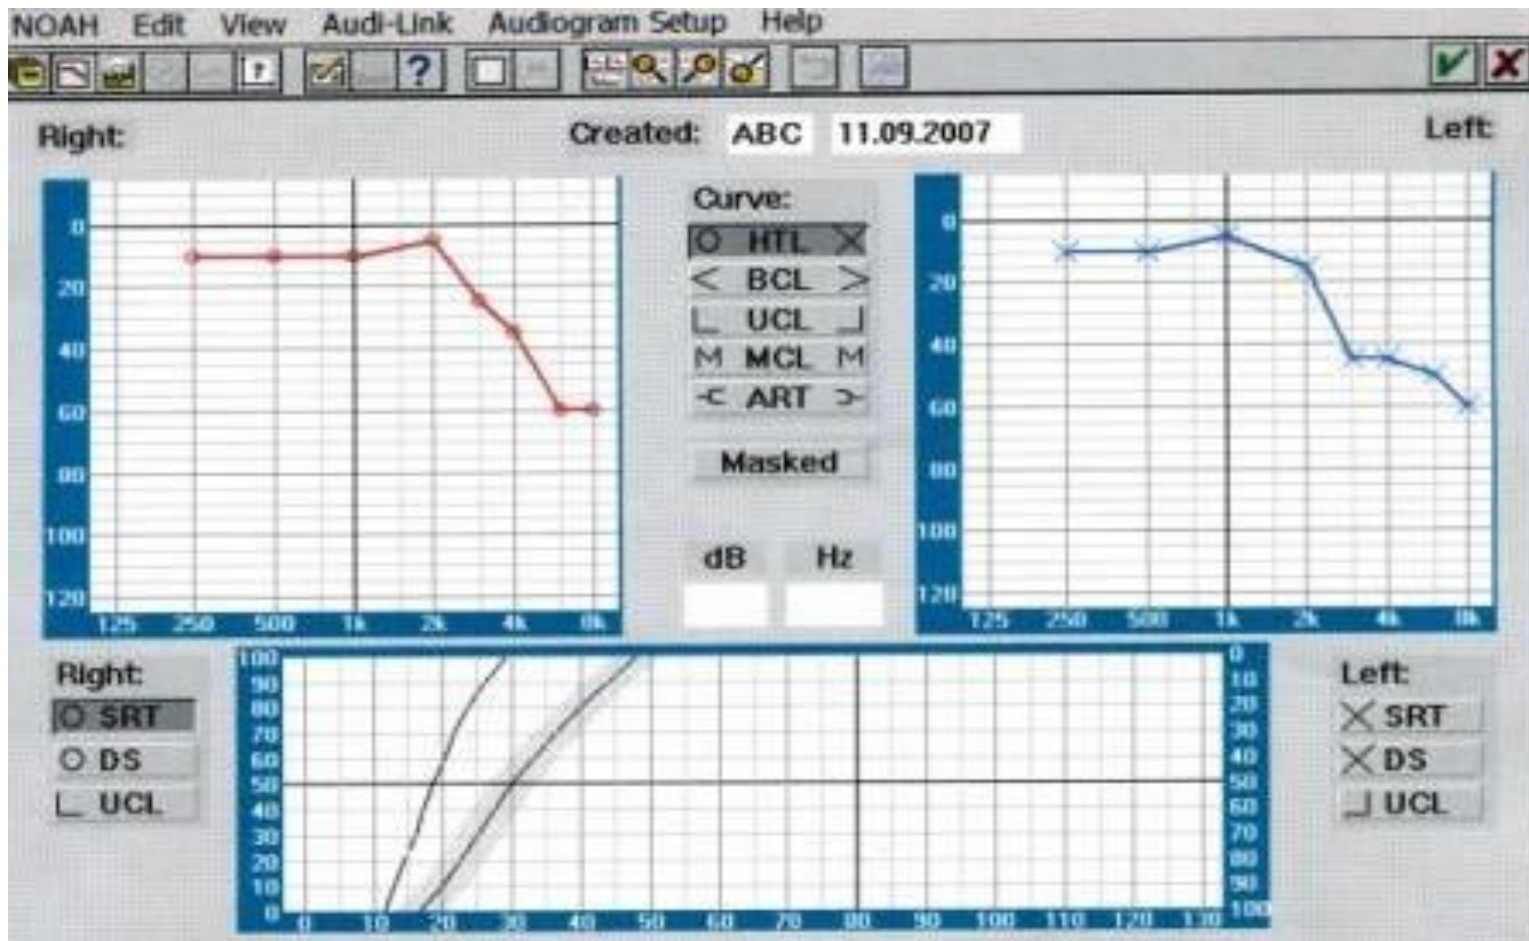 NOAH Edit View Audi-Link Audiogram Setup Help
Right: Created: ABC 11.09.2007 Left:
0
20
40
60
80
100
120
125 250 500 1k 2k 4k 8k
Curve:
O HTL X
< BCL >
UCL
M MCL M
ART
Masked
dB Hz
0
20
40
60
80
100
120
125 250 500 1k 2k 4k 8k
Right:
O SRT
O DS
UCL
100
90
80
70
60
50
40
30
20
10
0
0 10 20 30 40 50 60 70 80 90 100 110 120 130
0
10
20
30
40
50
60
70
80
90
100
Left:
X SRT
X DS
UCL